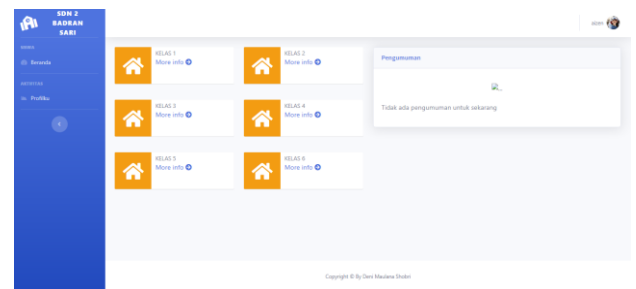 SDN 2
BADRAN
SARI
Beranda
Profilku
KELAS 1
More info
KELAS 2
More info
KELAS 3
More info
KELAS 4
More info
KELAS 5
More info
KELAS 6
More info
Pengumuman
Tidak ada pengumuman untuk sekarang
Copyright © By Deni Maulana Shobri